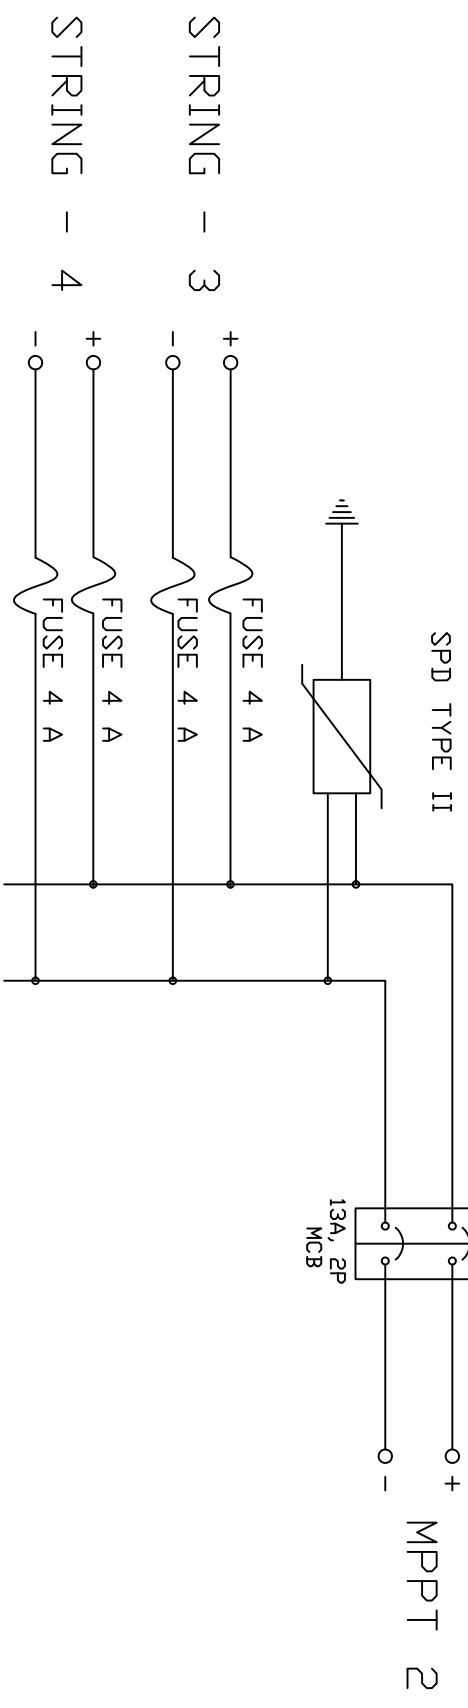 SPD TYPE II
MPPT 2
+
-
13A, 2P
MCB
STRING - 3
+
FUSE 4 A
-
FUSE 4 A
STRING - 4
+
FUSE 4 A
-
FUSE 4 A